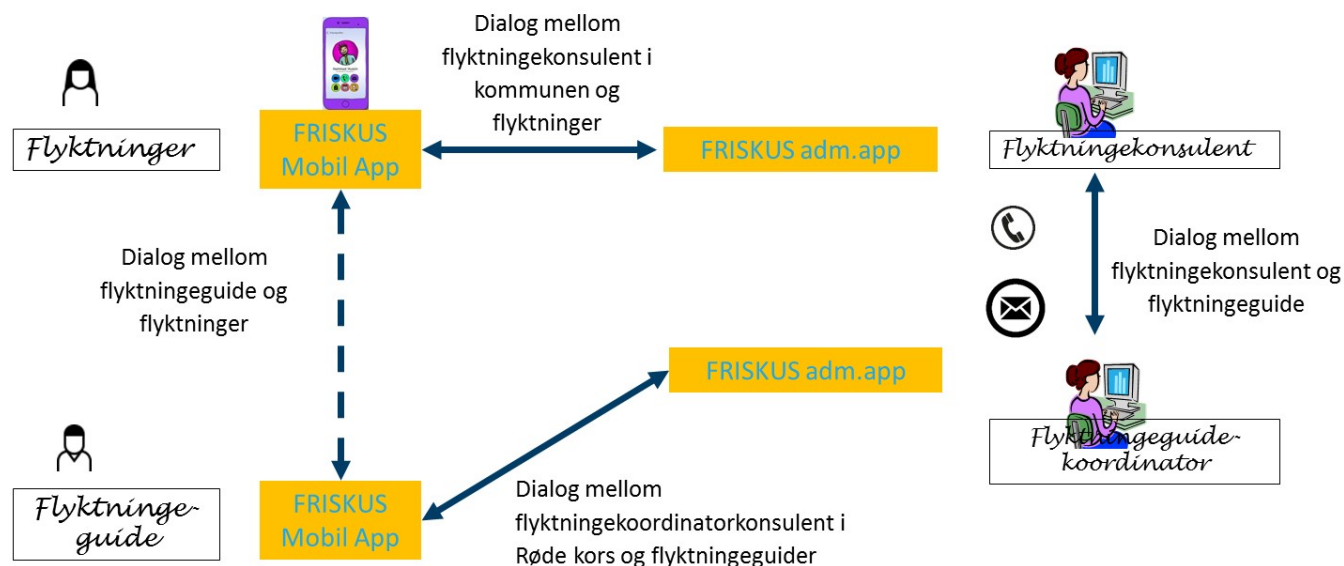 Dialog mellom
flyktningekonsulent i
kommunen og
flyktninger
Flyktninger
FRISKUS
Mobil App
FRISKUS adm.app
Flyktningekonsulent
Dialog mellom
flyktningeguide og
flyktninger
Dialog mellom
flyktningekonsulent og
flyktningeguide
FRISKUS adm.app
Flyktningeguide-
koordinator
Flyktninge-
guide
FRISKUS
Mobil App
Dialog mellom
flyktningekoordinatorkonsulent i
Røde kors og flyktningeguider